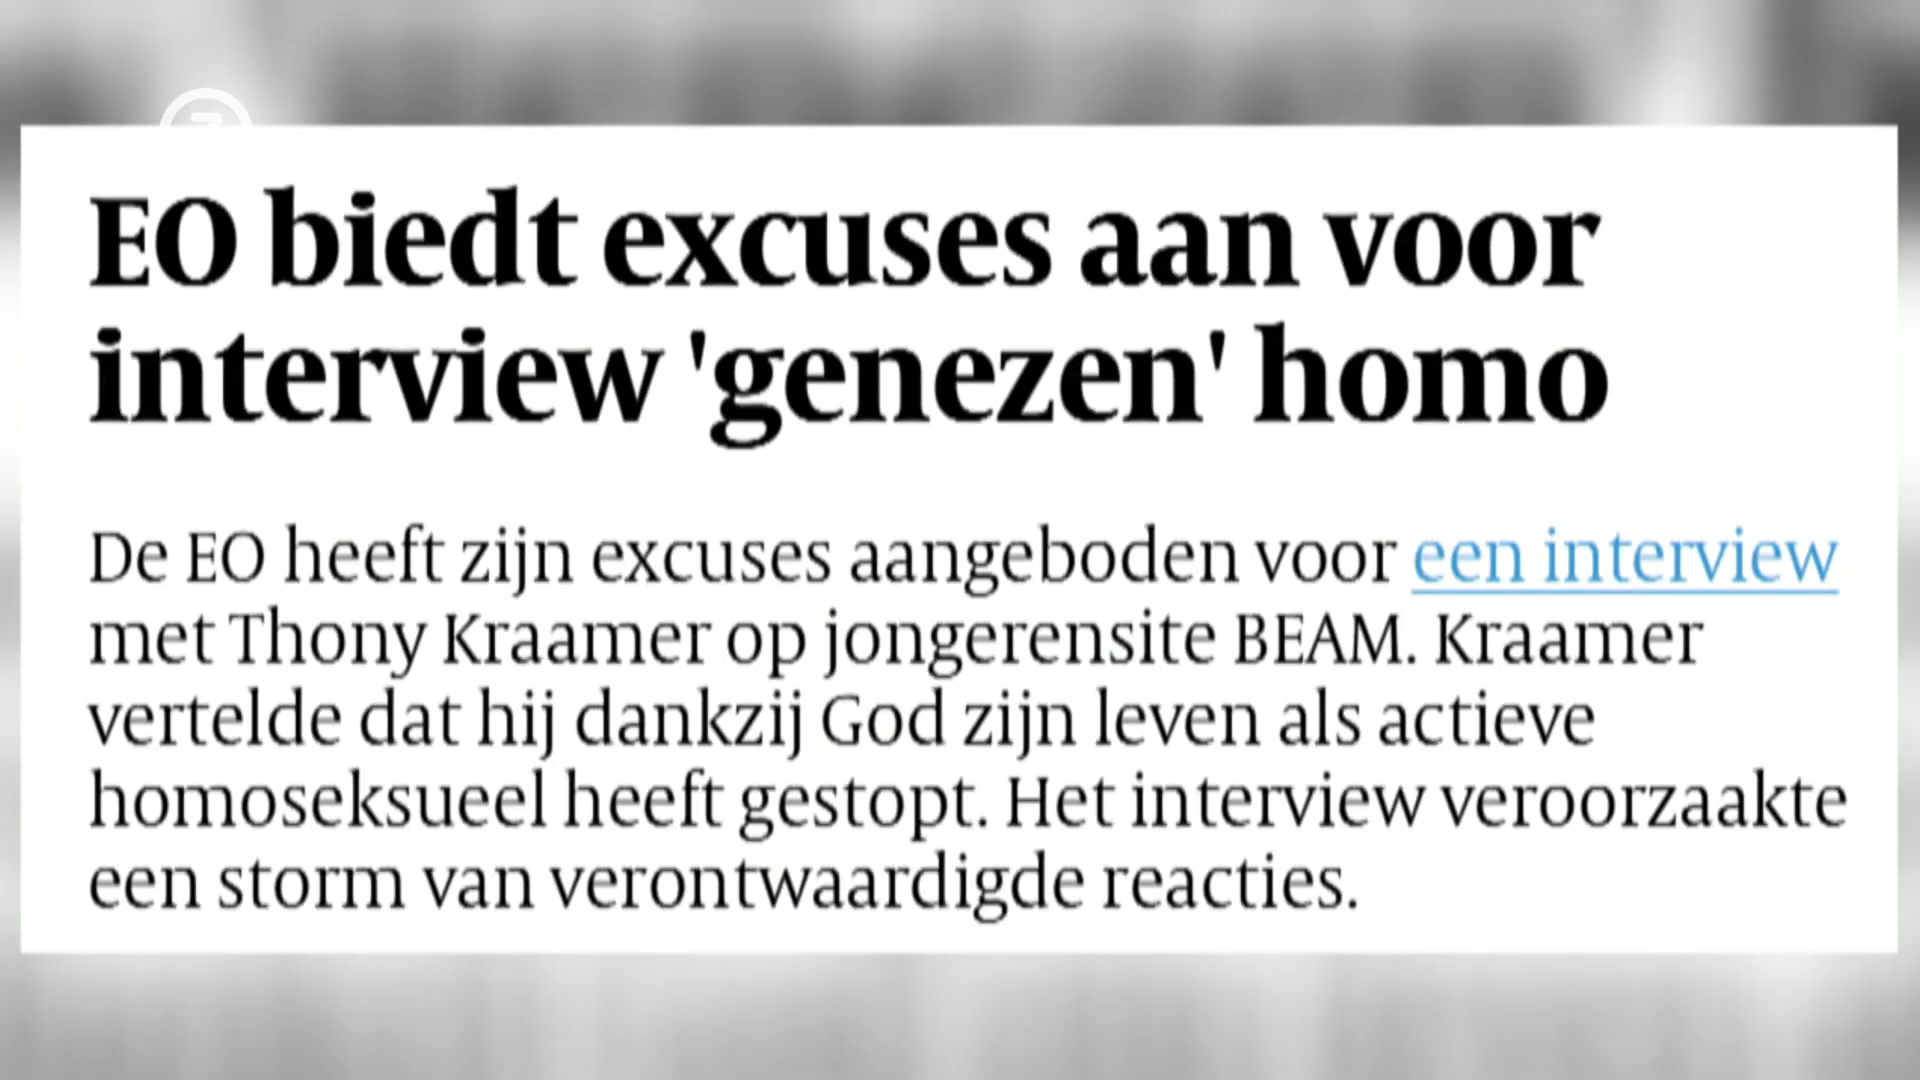 EO biedt excuses aan voor
interview 'genezen' homo
De EO heeft zijn excuses aangeboden voor een interview
met Thony Kraamer op jongerensite BEAM. Kraamer
vertelde dat hij dankzij God zijn leven als actieve
homoseksueel heeft gestopt. Het interview veroorzaakte
een storm van verontwaardigde reacties.